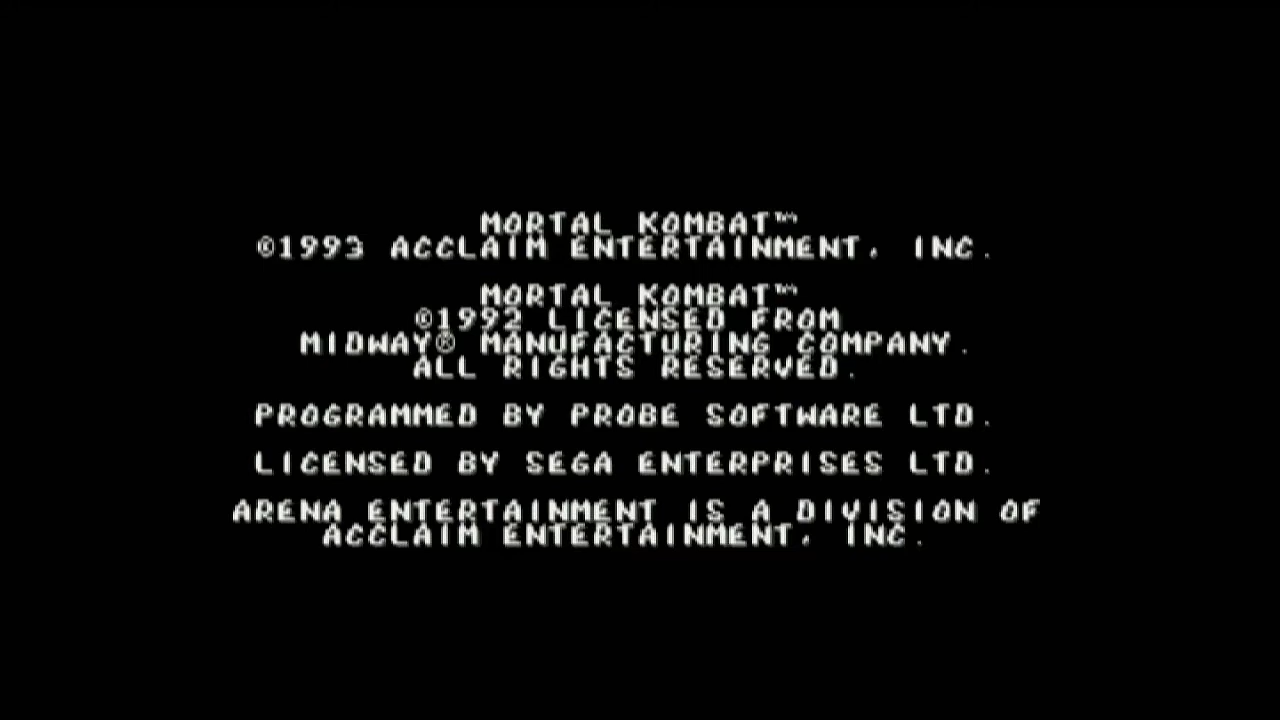 MORTAL KOMBAT™
©1993 ACCLAIM ENTERTAINMENT, INC.
MORTAL KOMBAT™
©1992 LICENSED FROM
MIDWAY® MANUFACTURING COMPANY.
ALL RIGHTS RESERVED.
PROGRAMMED BY PROBE SOFTWARE LTD.
LICENSED BY SEGA ENTERPRISES LTD.
ARENA ENTERTAINMENT IS A DIVISION OF
ACCLAIM ENTERTAINMENT, INC.